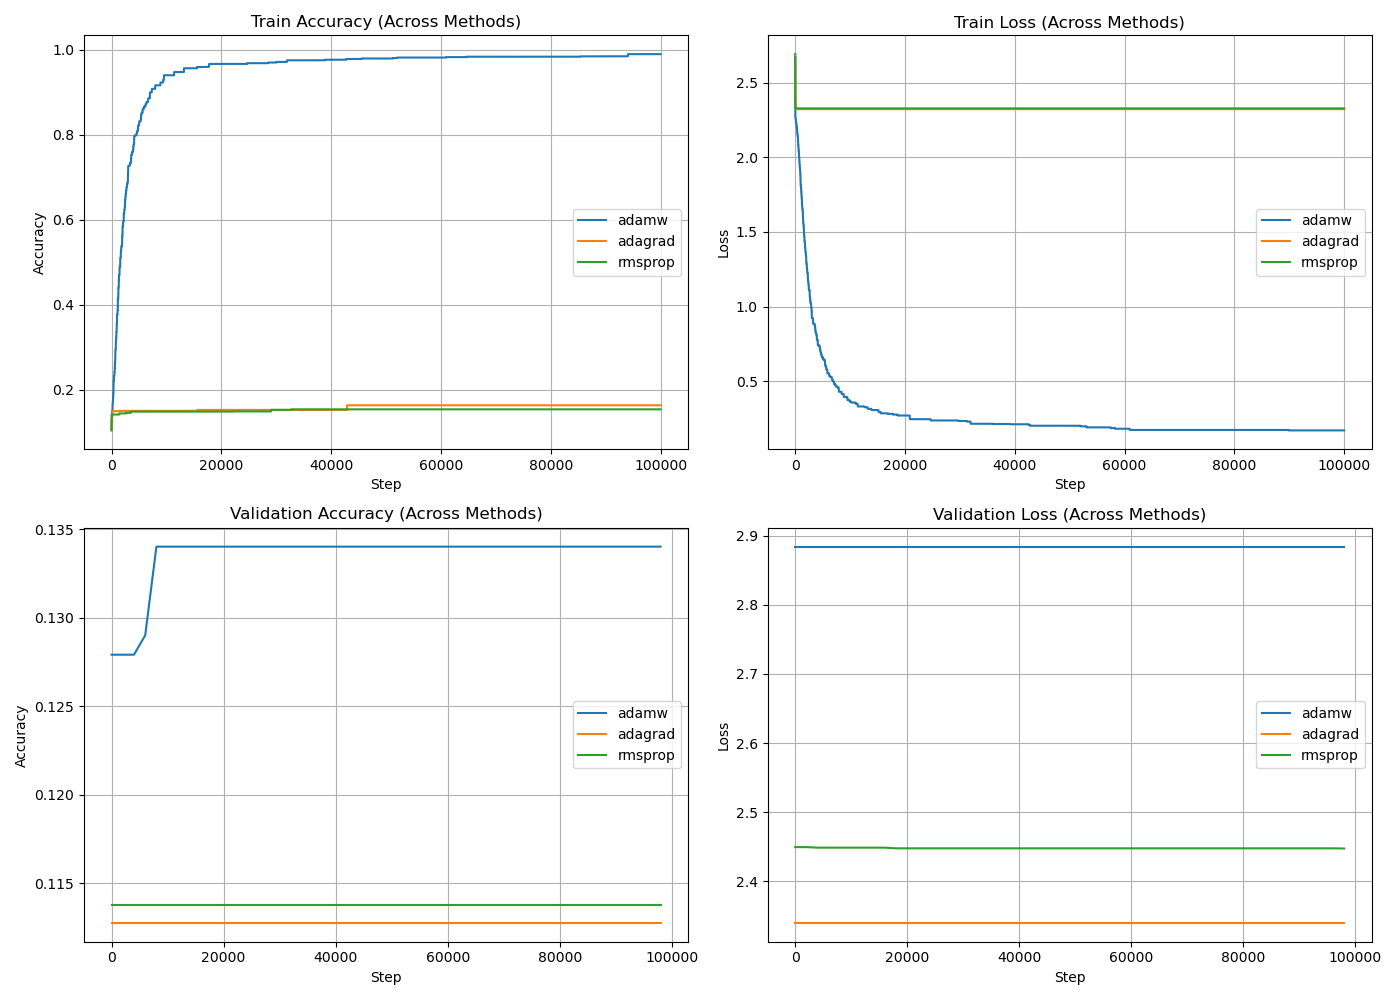 Train Accuracy (Across Methods)
Accuracy
1.0
0.8
0.6
0.4
0.2
0
20000
40000
60000
80000
100000
Step
adamw
adagrad
rmsprop
Train Loss (Across Methods)
Loss
2.5
2.0
1.5
1.0
0.5
0
20000
40000
60000
80000
100000
Step
adamw
adagrad
rmsprop
Validation Accuracy (Across Methods)
Accuracy
0.135
0.130
0.125
0.120
0.115
0
20000
40000
60000
80000
100000
Step
adamw
adagrad
rmsprop
Validation Loss (Across Methods)
Loss
2.9
2.8
2.7
2.6
2.5
2.4
0
20000
40000
60000
80000
100000
Step
adamw
adagrad
rmsprop